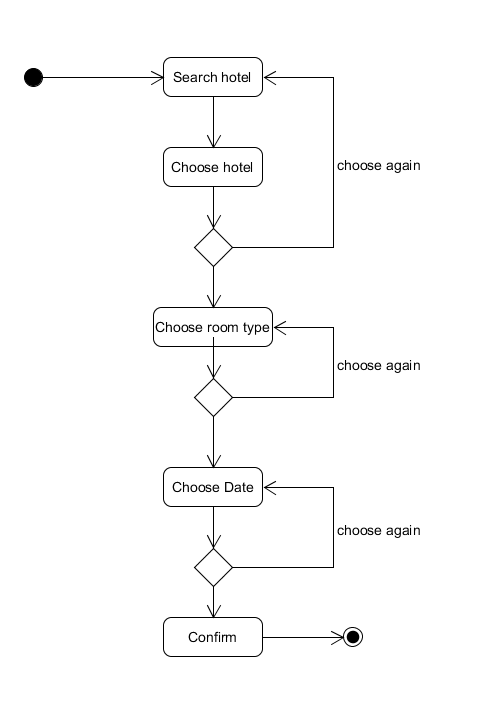 Search hotel
Choose hotel
choose again
Choose room type
choose again
Choose Date
choose again
Confirm